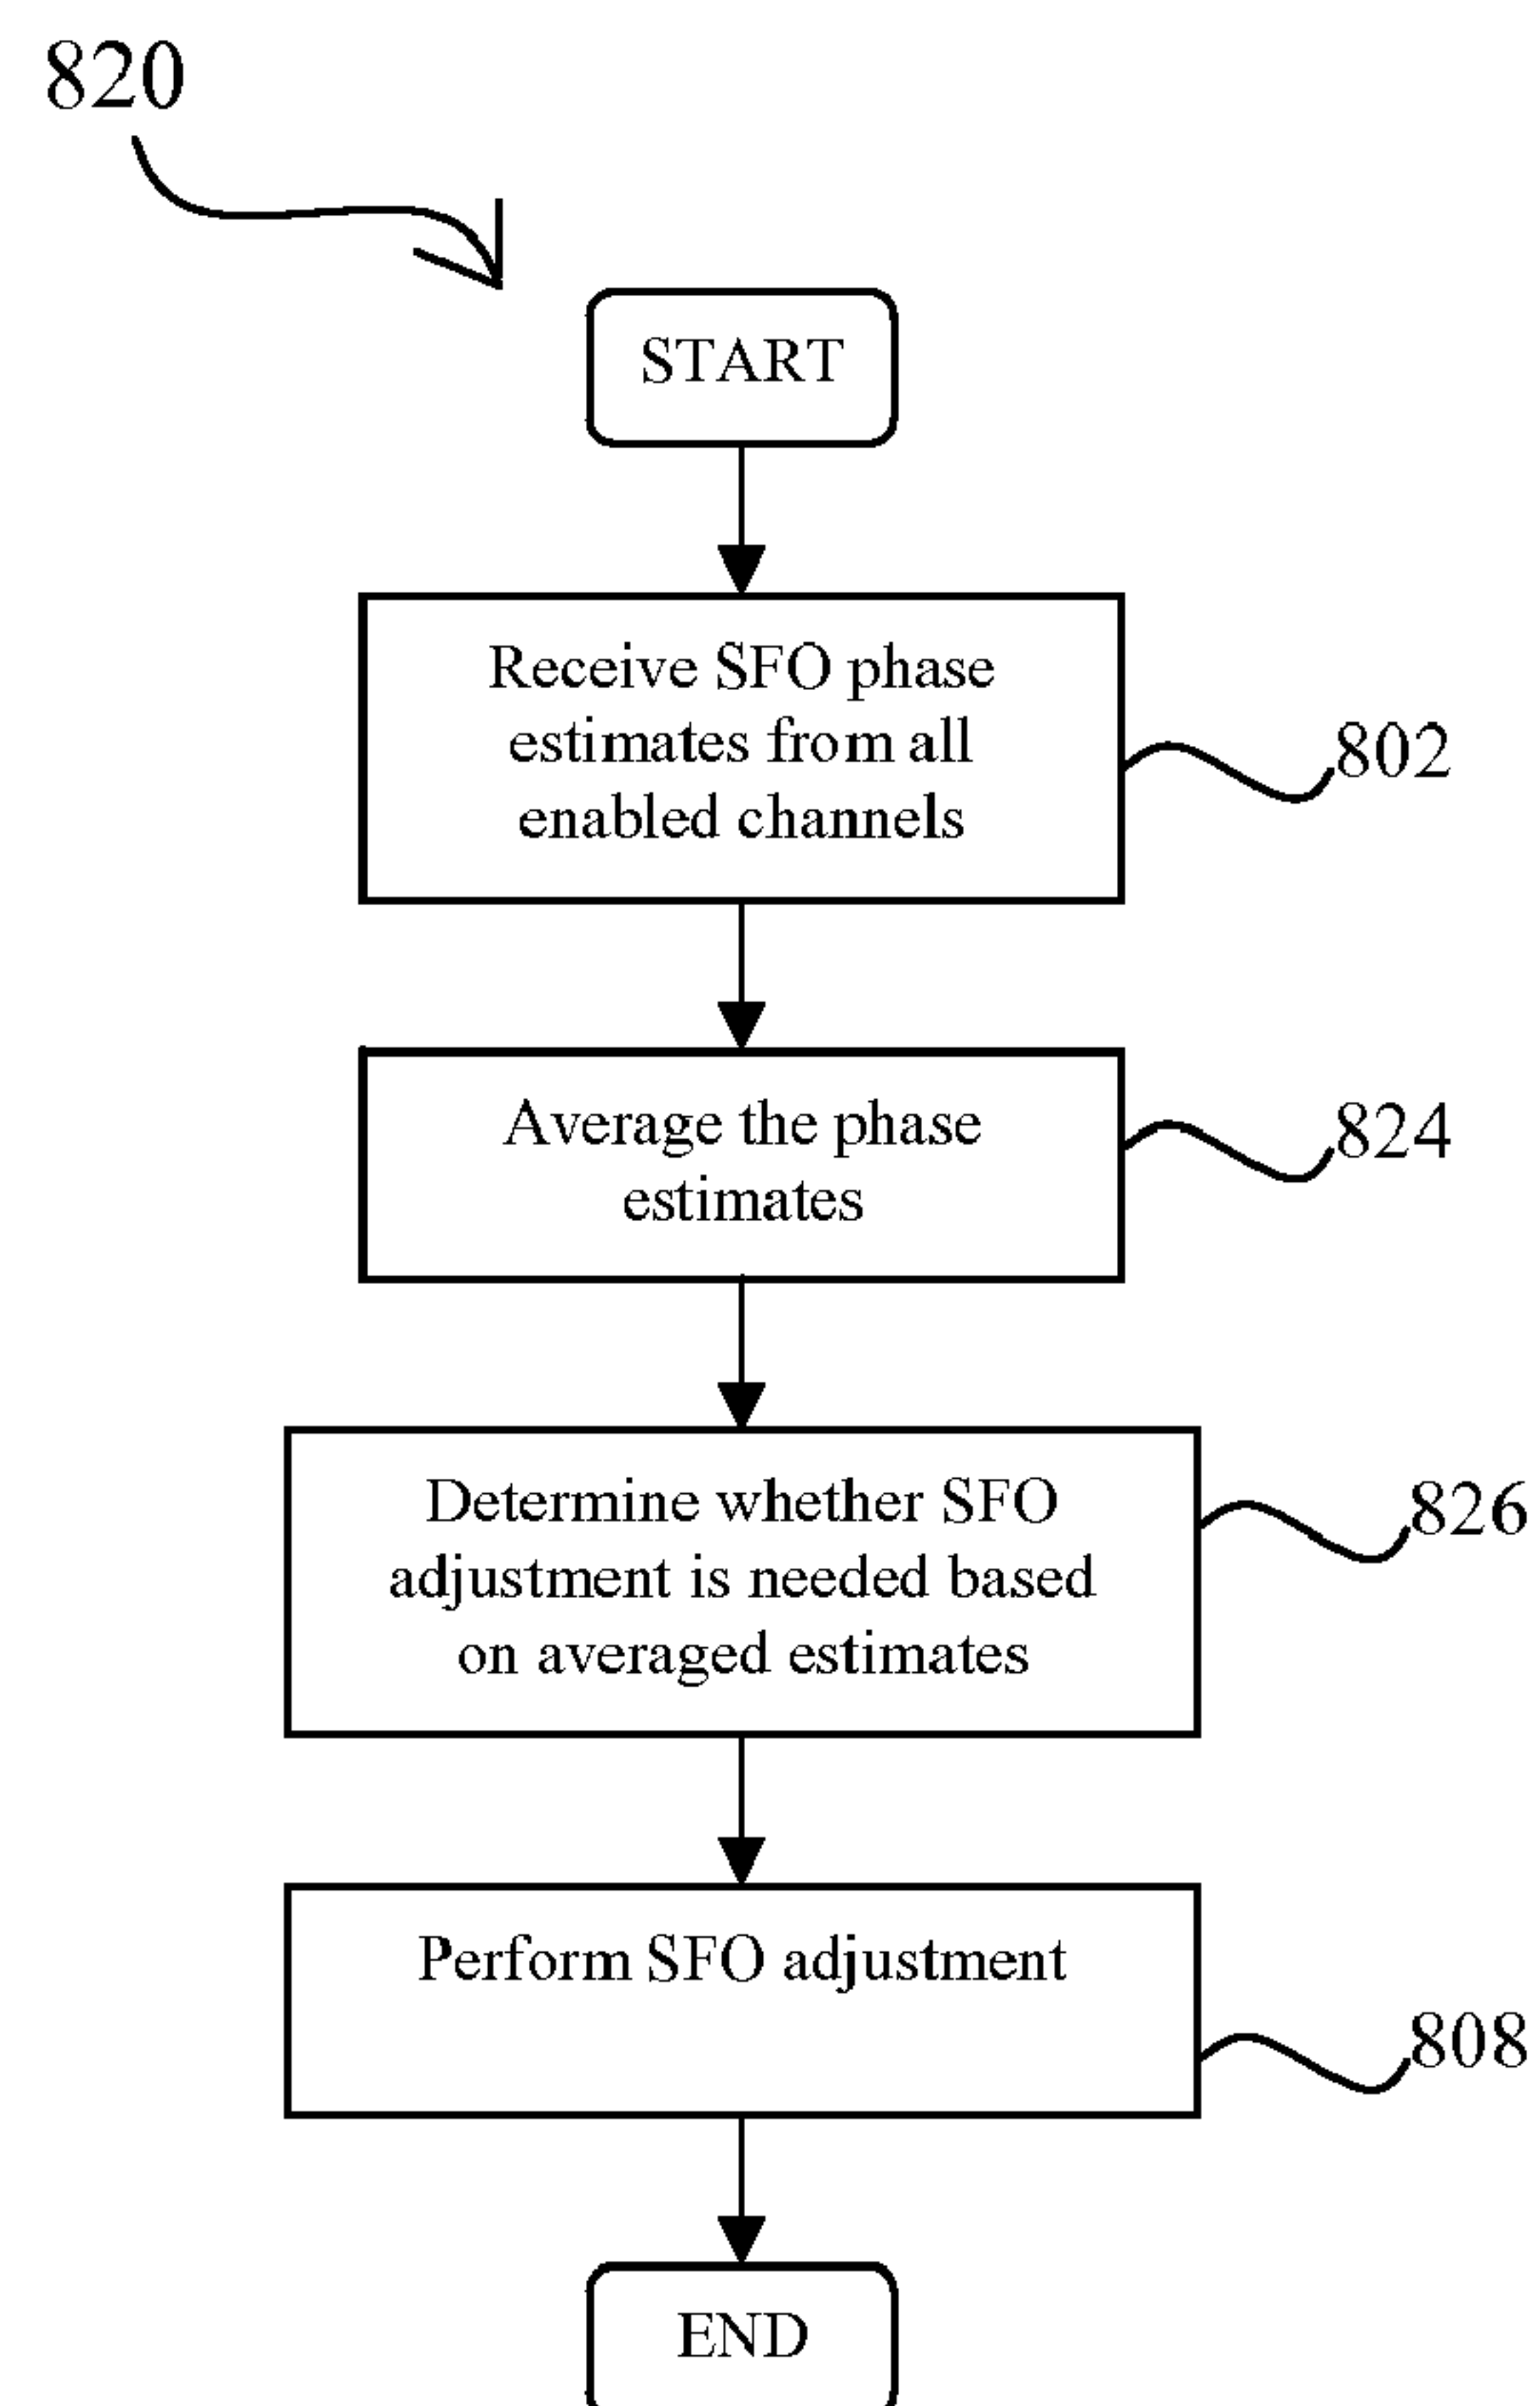 820
START
Receive SFO phase
estimates from all
enabled channels
802
Average the phase
estimates
824
Determine whether SFO
adjustment is needed based
on averaged estimates
826
Perform SFO adjustment
808
END